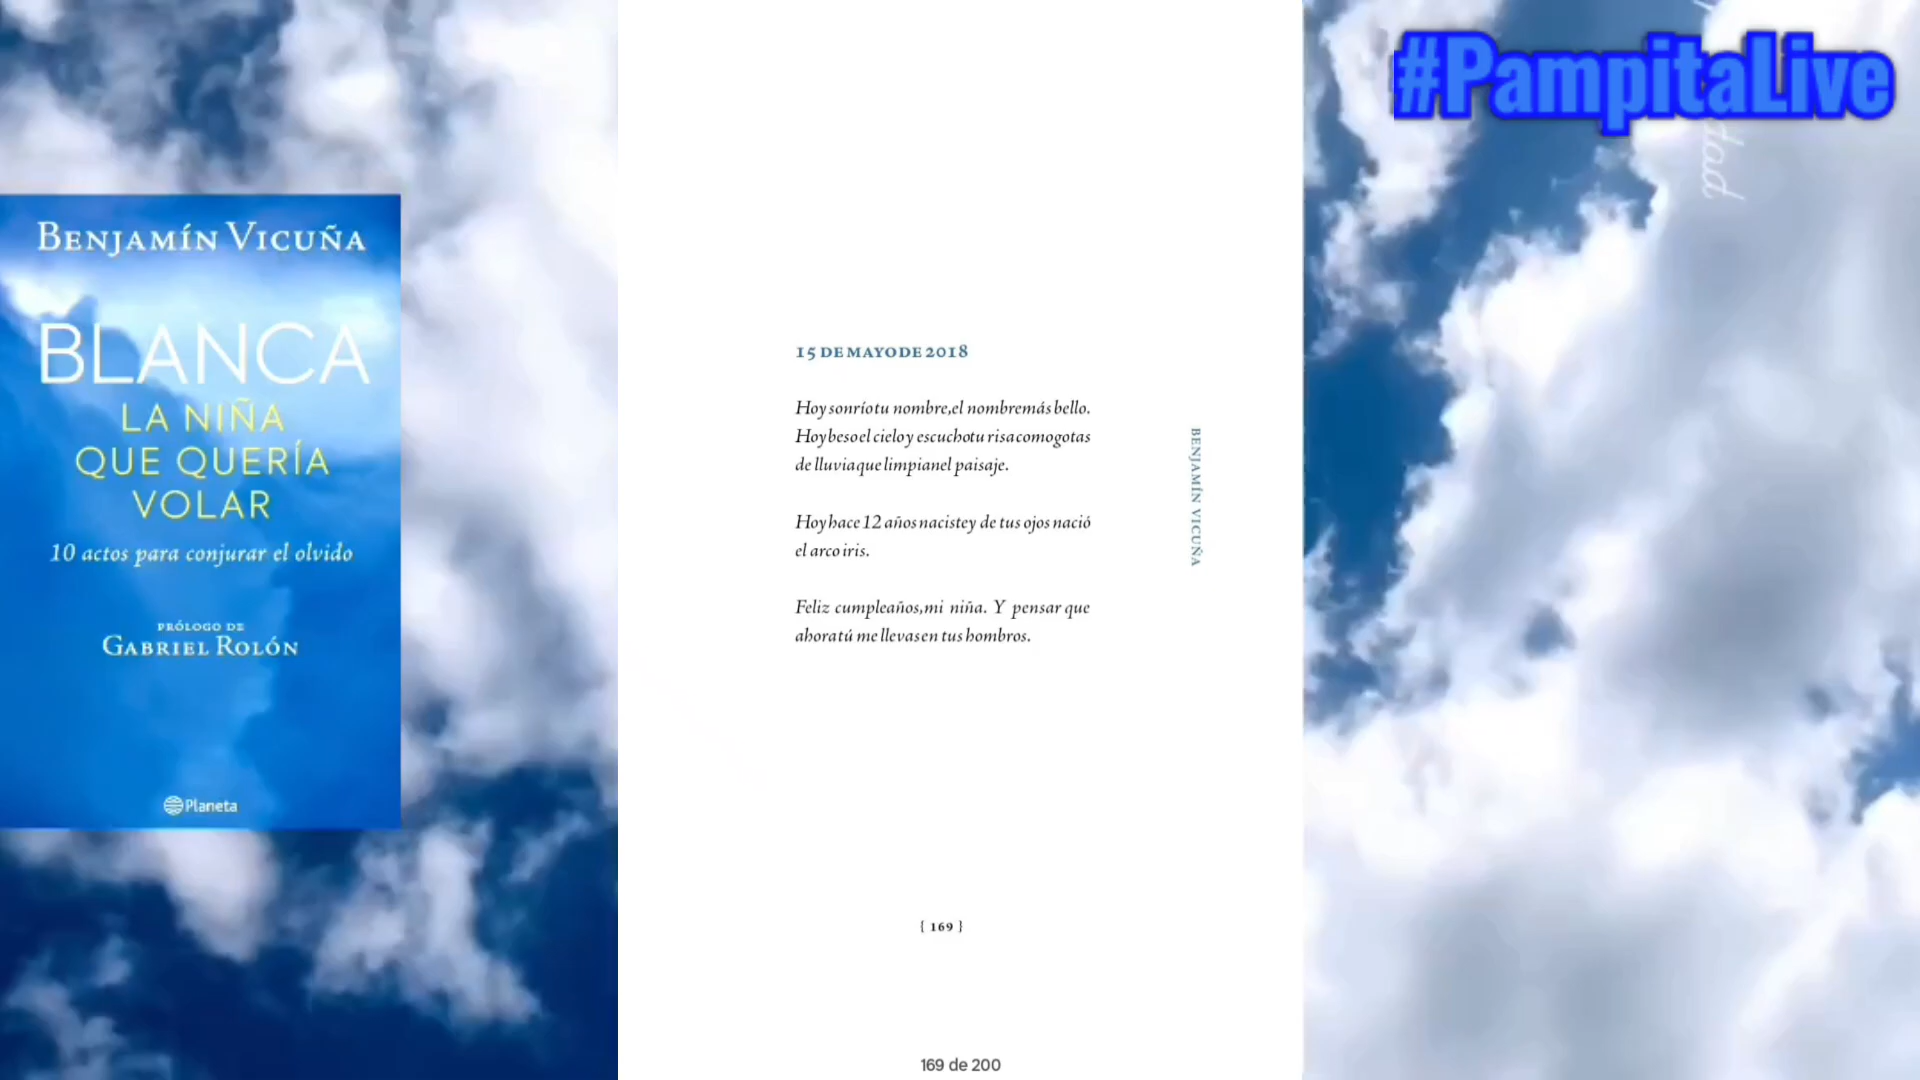 #PampitaLive
dad
BENJAMÍN VICUÑA
BLANCA
LA NIÑA
QUE QUERÍA
VOLAR
10 actos para conjurar el olvido
PRÓLOGO DE
GABRIEL ROLÓN
Planeta
15 DE MAYO DE 2018
Hoy sonrío tu nombre, el nombre más bello.
Hoy beso el cielo y escucho tu risa como gotas
de lluvia que limpian el paisaje.
Hoy hace 12 años naciste y de tus ojos nació
el arco iris.
Feliz cumpleaños, mi niña. Y pensar que
ahora tú me llevas en tus hombros.
BENJAMÍN VICUÑA
{ 169 }
169 de 200